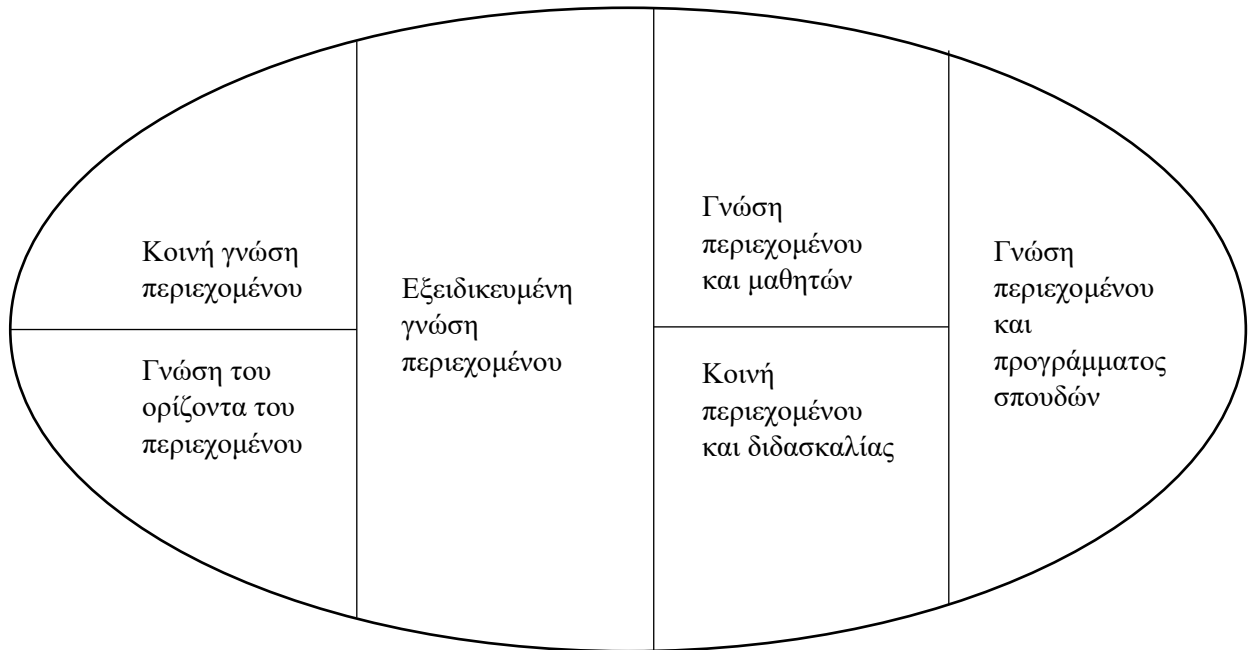 Κοινή γνώση
περιεχομένου
Γνώση του
ορίζοντα του
περιεχομένου
Εξειδικευμένη
γνώση
περιεχομένου
Γνώση
περιεχομένου
και μαθητών
Κοινή
περιεχομένου
και διδασκαλίας
Γνώση
περιεχομένου
και
προγράμματος
σπουδών